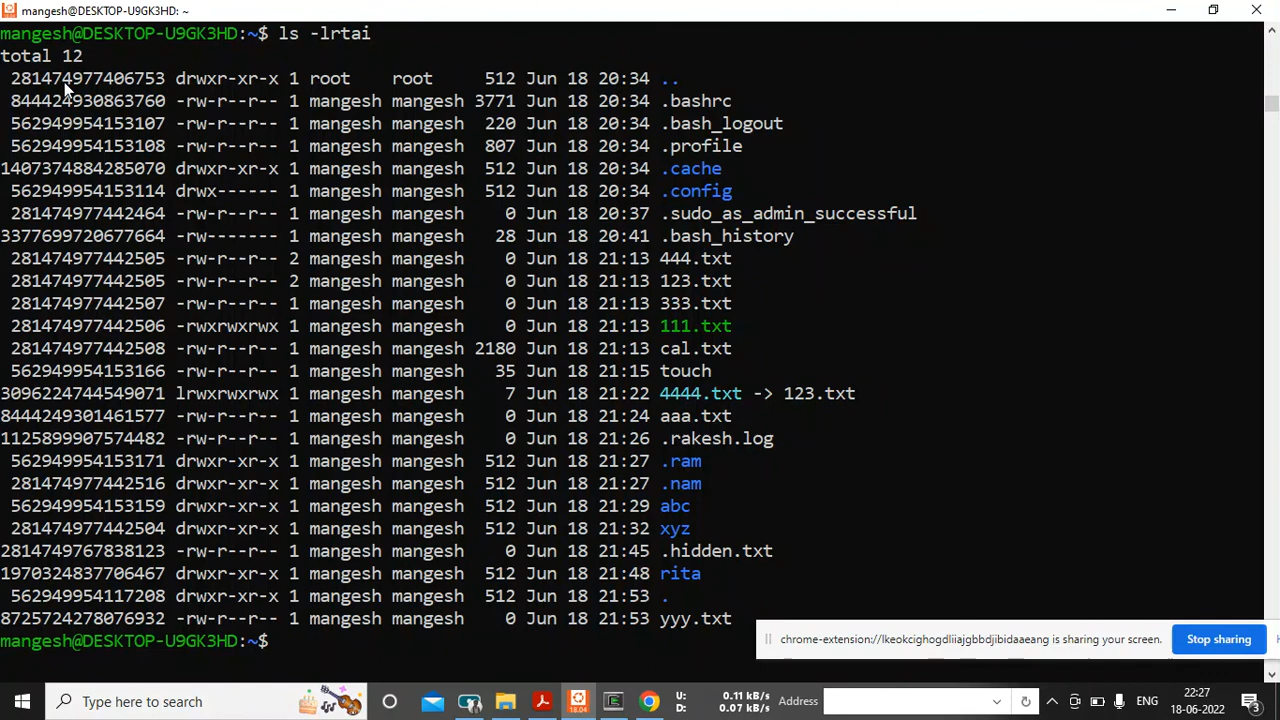 mangesh@DESKTOP-U9GK3HD: ~
mangesh@DESKTOP-U9GK3HD:~$ ls -lrtai
total 12
281474977406753 drwxr-xr-x 1 root root 512 Jun 18 20:34 ..
844424930863760 -rw-r--r-- 1 mangesh mangesh 3771 Jun 18 20:34 .bashrc
562949954153107 -rw-r--r-- 1 mangesh mangesh 220 Jun 18 20:34 .bash_logout
562949954153108 -rw-r--r-- 1 mangesh mangesh 807 Jun 18 20:34 .profile
1407374884285070 drwxr-xr-x 1 mangesh mangesh 512 Jun 18 20:34 .cache
562949954153114 drwx------ 1 mangesh mangesh 512 Jun 18 20:34 .config
281474977442464 -rw-r--r-- 1 mangesh mangesh 0 Jun 18 20:37 .sudo_as_admin_successful
3377699720677664 -rw------- 1 mangesh mangesh 28 Jun 18 20:41 .bash_history
281474977442505 -rw-r--r-- 2 mangesh mangesh 0 Jun 18 21:13 444.txt
281474977442505 -rw-r--r-- 2 mangesh mangesh 0 Jun 18 21:13 123.txt
281474977442507 -rw-r--r-- 1 mangesh mangesh 0 Jun 18 21:13 333.txt
281474977442506 -rwxrwxrwx 1 mangesh mangesh 0 Jun 18 21:13 111.txt
281474977442508 -rw-r--r-- 1 mangesh mangesh 2180 Jun 18 21:13 cal.txt
562949954153166 -rw-r--r-- 1 mangesh mangesh 35 Jun 18 21:15 touch
3096224744549071 lrwxrwxrwx 1 mangesh mangesh 7 Jun 18 21:22 4444.txt -> 123.txt
8444249301461577 -rw-r--r-- 1 mangesh mangesh 0 Jun 18 21:24 aaa.txt
1125899907574482 -rw-r--r-- 1 mangesh mangesh 0 Jun 18 21:26 .rakesh.log
562949954153171 drwxr-xr-x 1 mangesh mangesh 512 Jun 18 21:27 .ram
281474977442516 drwxr-xr-x 1 mangesh mangesh 512 Jun 18 21:27 .nam
562949954153159 drwxr-xr-x 1 mangesh mangesh 512 Jun 18 21:29 abc
281474977442504 drwxr-xr-x 1 mangesh mangesh 512 Jun 18 21:32 xyz
2814749767838123 -rw-r--r-- 1 mangesh mangesh 0 Jun 18 21:45 .hidden.txt
1970324837706467 drwxr-xr-x 1 mangesh mangesh 512 Jun 18 21:48 rita
562949954117208 drwxr-xr-x 1 mangesh mangesh 512 Jun 18 21:53 .
8725724278076932 -rw-r--r-- 1 mangesh mangesh 0 Jun 18 21:53 yyy.txt
mangesh@DESKTOP-U9GK3HD:~$
chrome-extension://lkeokcighogdliiajgbbdjibidaaeang is sharing your screen. Stop sharing
Type here to search
18.04
U: 0.11 kB/s
D: 0.07 kB/s
Address
ENG
22:27
18-06-2022
3